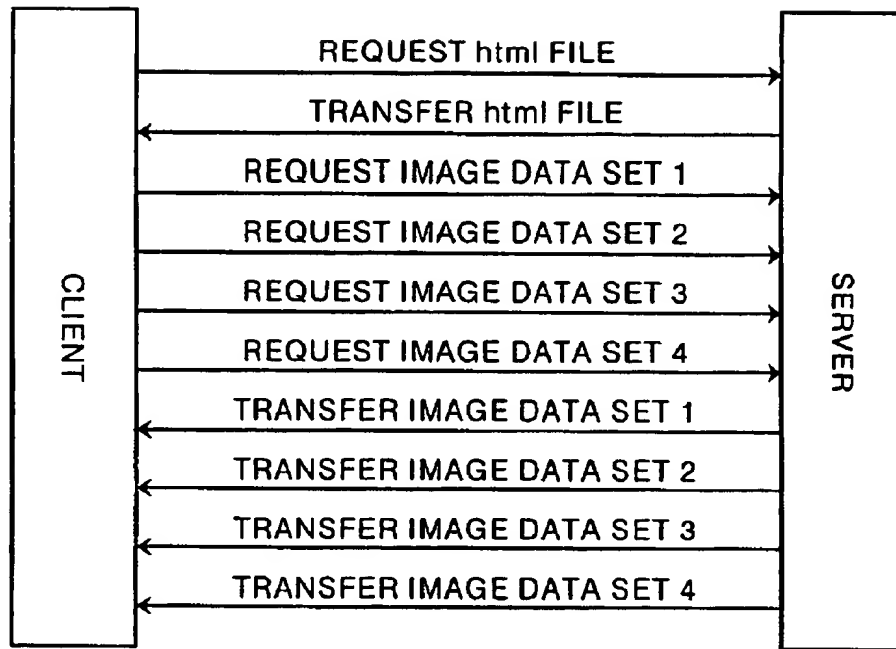 REQUEST html FILE
TRANSFER html FILE
REQUEST IMAGE DATA SET 1
REQUEST IMAGE DATA SET 2
REQUEST IMAGE DATA SET 3
REQUEST IMAGE DATA SET 4
TRANSFER IMAGE DATA SET 1
TRANSFER IMAGE DATA SET 2
TRANSFER IMAGE DATA SET 3
TRANSFER IMAGE DATA SET 4
CLIENT
SERVER